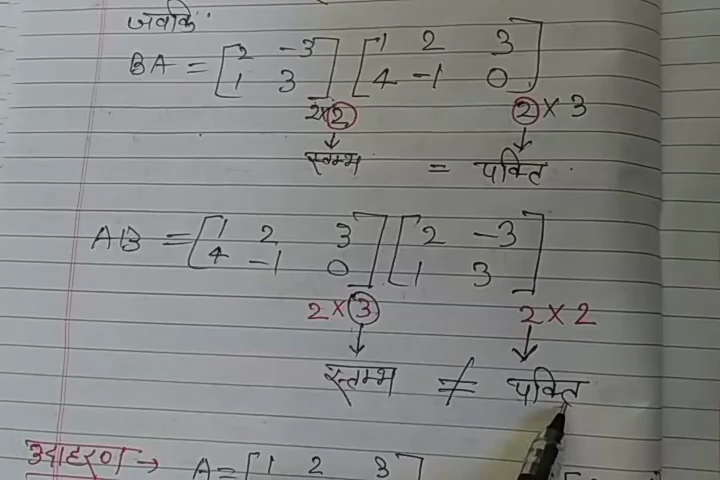 जबकि
BA = [2 -3] [1 2 3]
[1 3] [4 -1 0]
2×2 2×3
↓ ↓
स्तम्भ = पंक्ति
AB = [1 2 3] [2 -3]
[4 -1 0] [1 3]
2×3 2×2
↓ ↓
स्तम्भ ≠ पंक्ति
उदाहरण → A = [1 2 3]